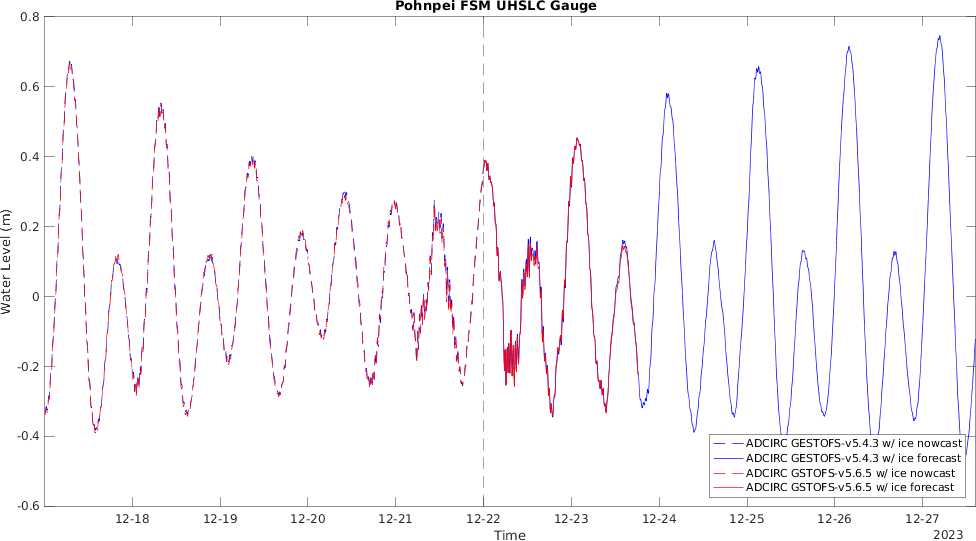 Pohnpei FSM UHSLC Gauge
0.8
0.6
0.4
0.2
0
-0.2
-0.4
-0.6
Water Level (m)
12-18 12-19 12-20 12-21 12-22 12-23 12-24 12-25 12-26 12-27
Time
2023
ADCIRC GESTOFS-v5.4.3 w/ ice nowcast
ADCIRC GESTOFS-v5.4.3 w/ ice forecast
ADCIRC GSTOFS-v5.6.5 w/ ice nowcast
ADCIRC GSTOFS-v5.6.5 w/ ice forecast